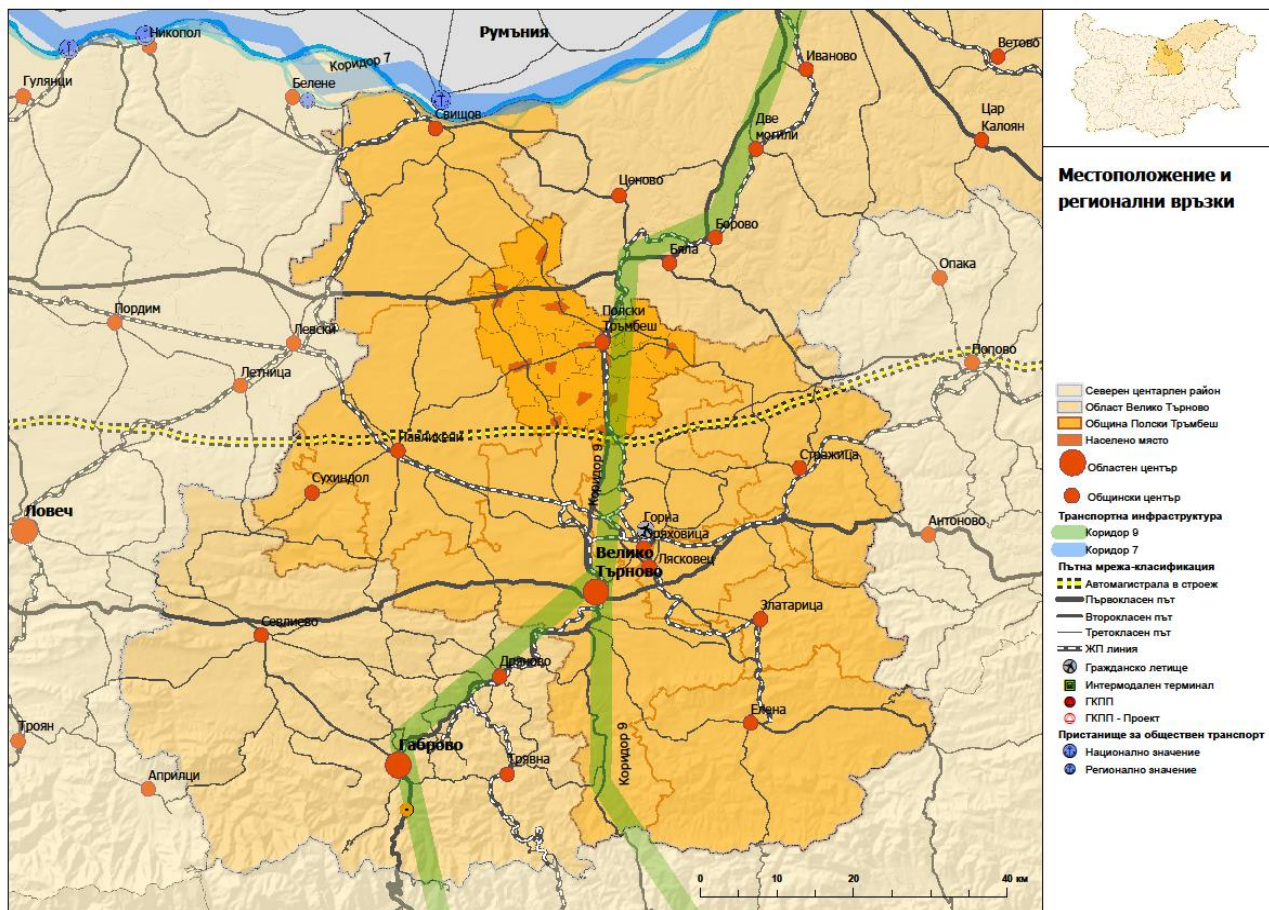 Румъния
Никопол
Коридор 7
Гулянци
Белене
Свищов
Иваново
Ветово
Две
могили
Цар
Калоян
Ценово
Борово
Бяла
Опака
Пордим
Левски
Полски
Тръмбеш
Летница
Попово
Павликени
Коридор 9
Стражица
Сухиндол
Ловеч
Горна
Оряховица
Антоново
Велико
Търново
Лясковец
Златарица
Севлиево
Дряново
Елена
Троян
Габрово
Коридор 9
Априлци
Трявна
0 10 20 40 км
Местоположение и
регионални връзки
Северен центарлен район
Област Велико Търново
Община Полски Тръмбеш
Населено място
Областен център
Общински център
Транспортна инфраструктура
Коридор 9
Коридор 7
Пътна мрежа-класификация
Автомагистрала в строеж
Първокласен път
Второкласен път
Третокласен път
ЖП линия
Гражданско летище
Интермодален терминал
ГКПП
ГКПП - Проект
Пристанище за обществен транспорт
Национално значение
Регионално значение